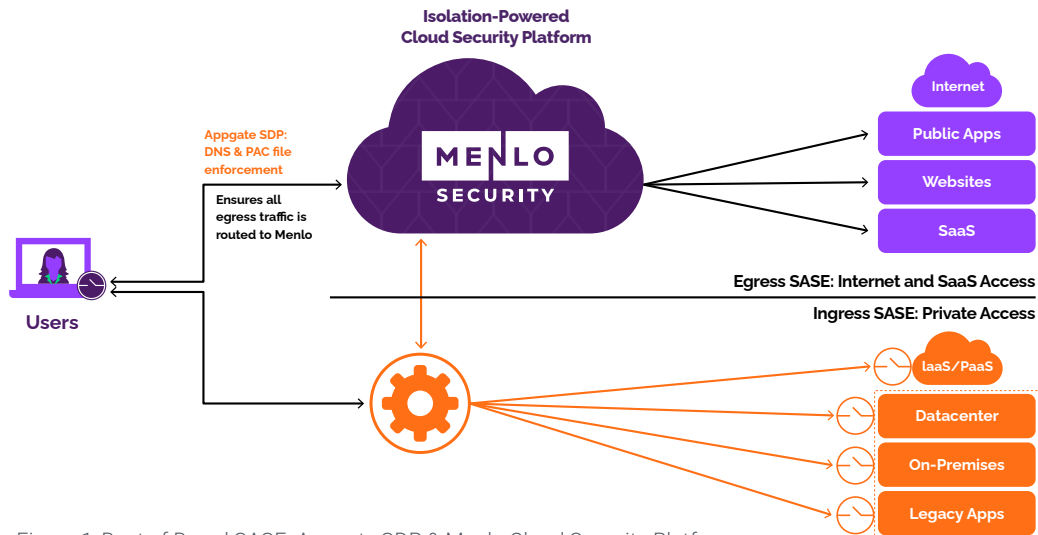 Isolation-Powered
Cloud Security Platform
Internet
Appgate SDP:
DNS & PAC file
enforcement
MENLO
SECURITY
Public Apps
Ensures all
egress traffic is
routed to Menlo
Websites
SaaS
Egress SASE: Internet and SaaS Access
Ingress SASE: Private Access
Users
IaaS/PaaS
Datacenter
On-Premises
Legacy Apps